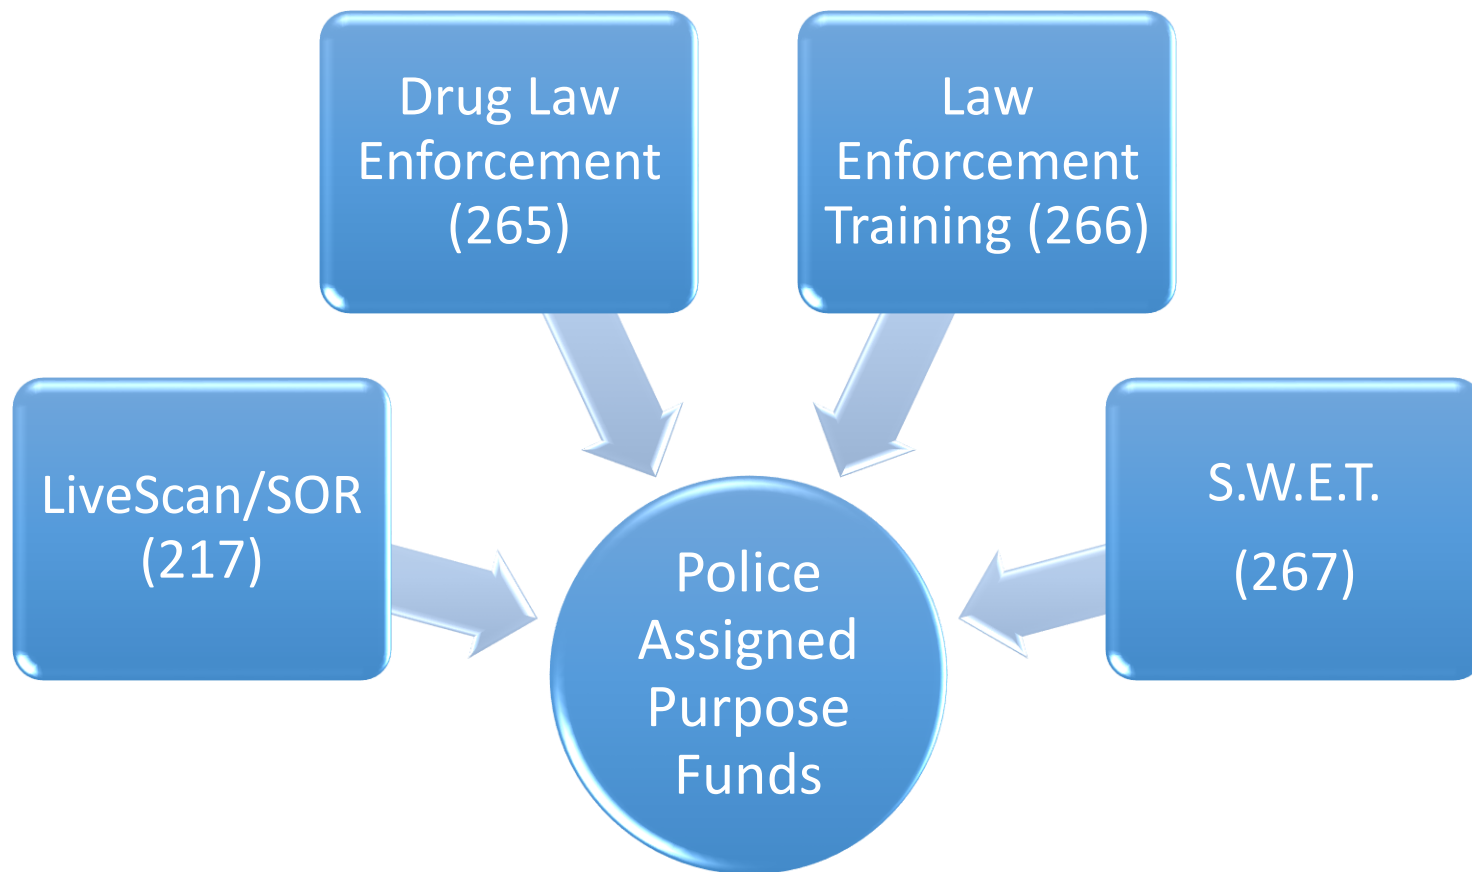 Drug Law
Enforcement
(265)
Law
Enforcement
Training (266)
LiveScan/SOR
(217)
S.W.E.T.
(267)
Police
Assigned
Purpose
Funds